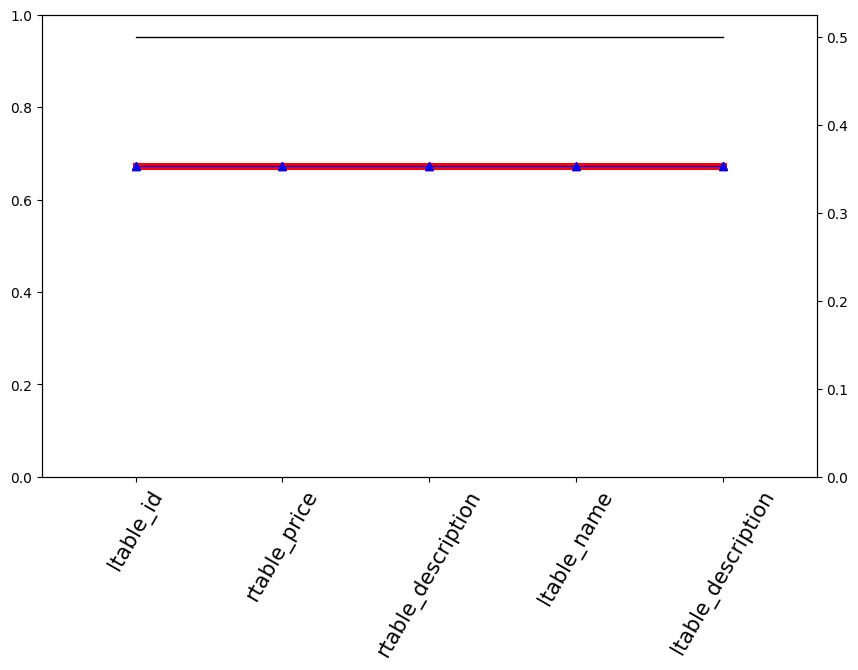 1.0
0.8
0.6
0.4
0.2
0.0
0.5
0.4
0.3
0.2
0.1
0.0
ltable_id
rtable_price
rtable_description
ltable_name
ltable_description